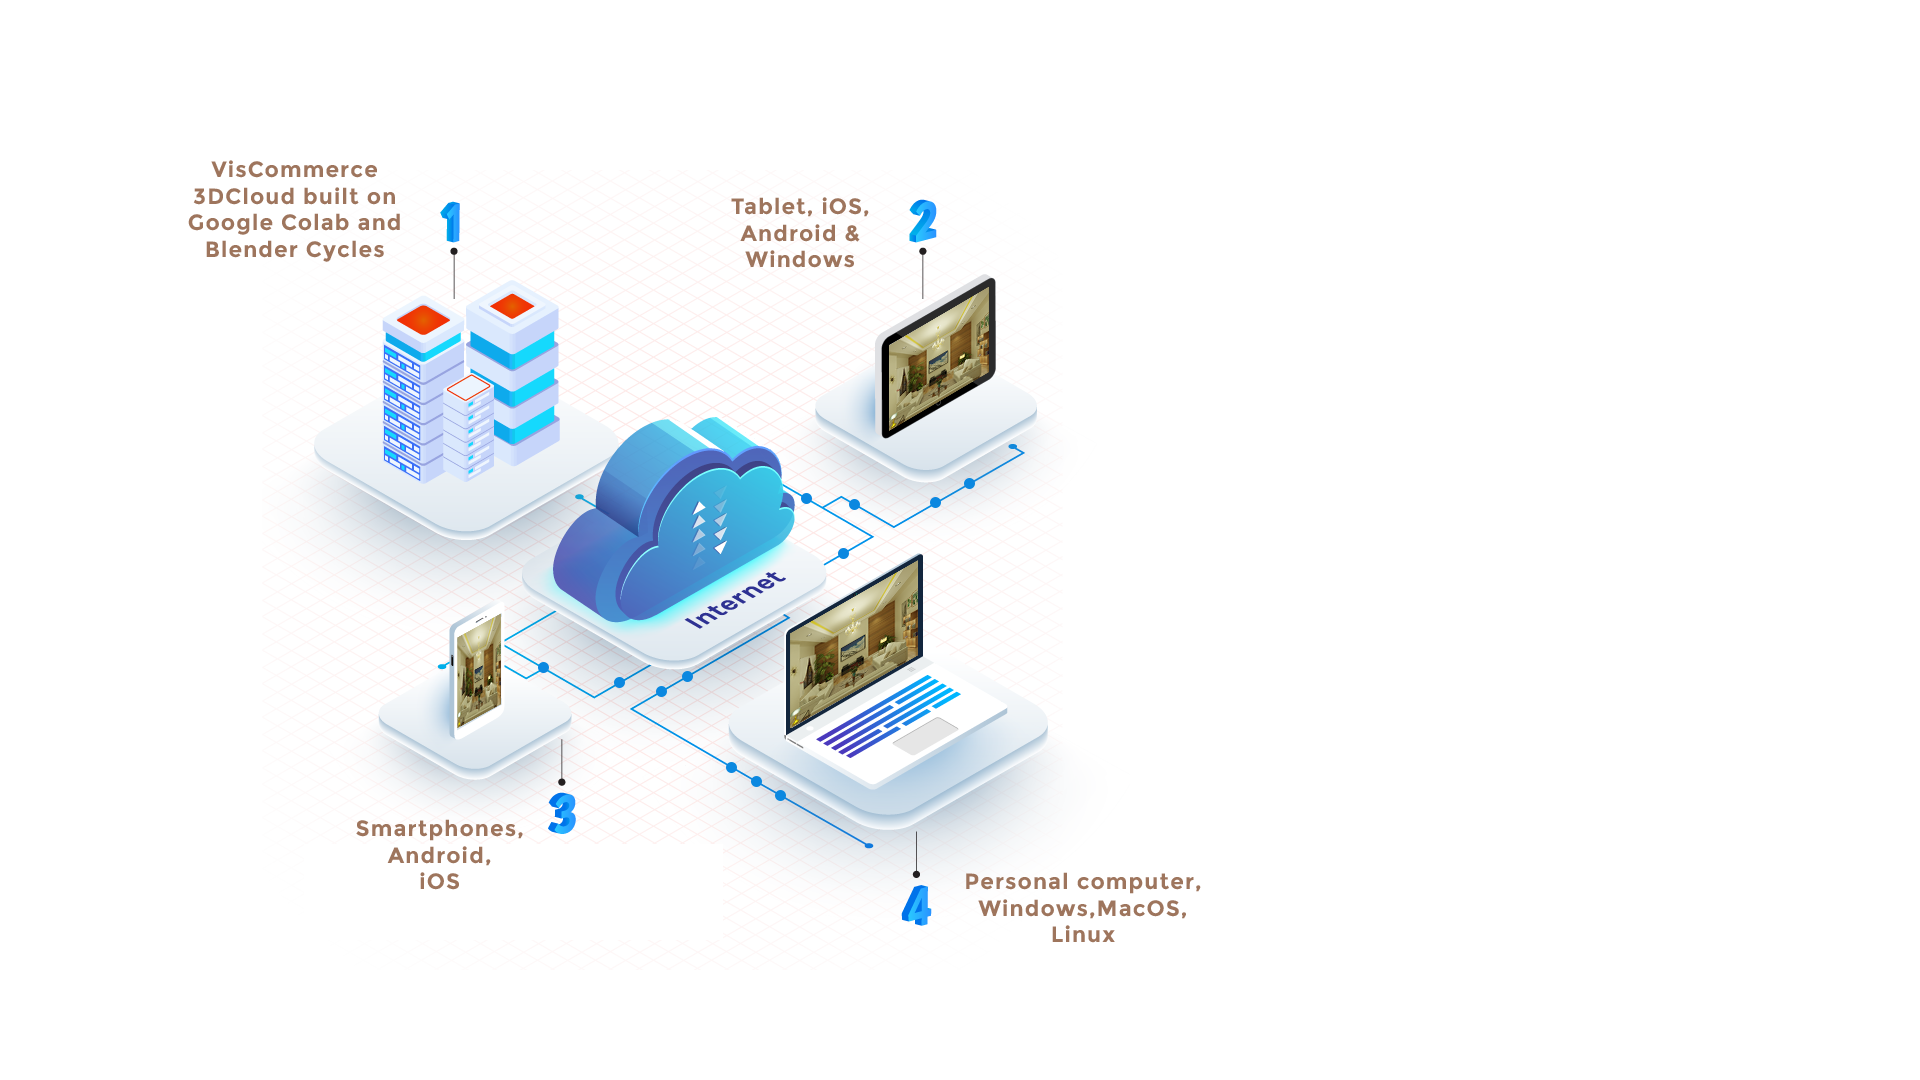 VisCommerce
3DCloud built on
Google Colab and
Blender Cycles
1
Tablet, iOS,
Android &
Windows
2
Internet
3
Smartphones,
Android,
iOS
4
Personal computer,
Windows,MacOS,
Linux